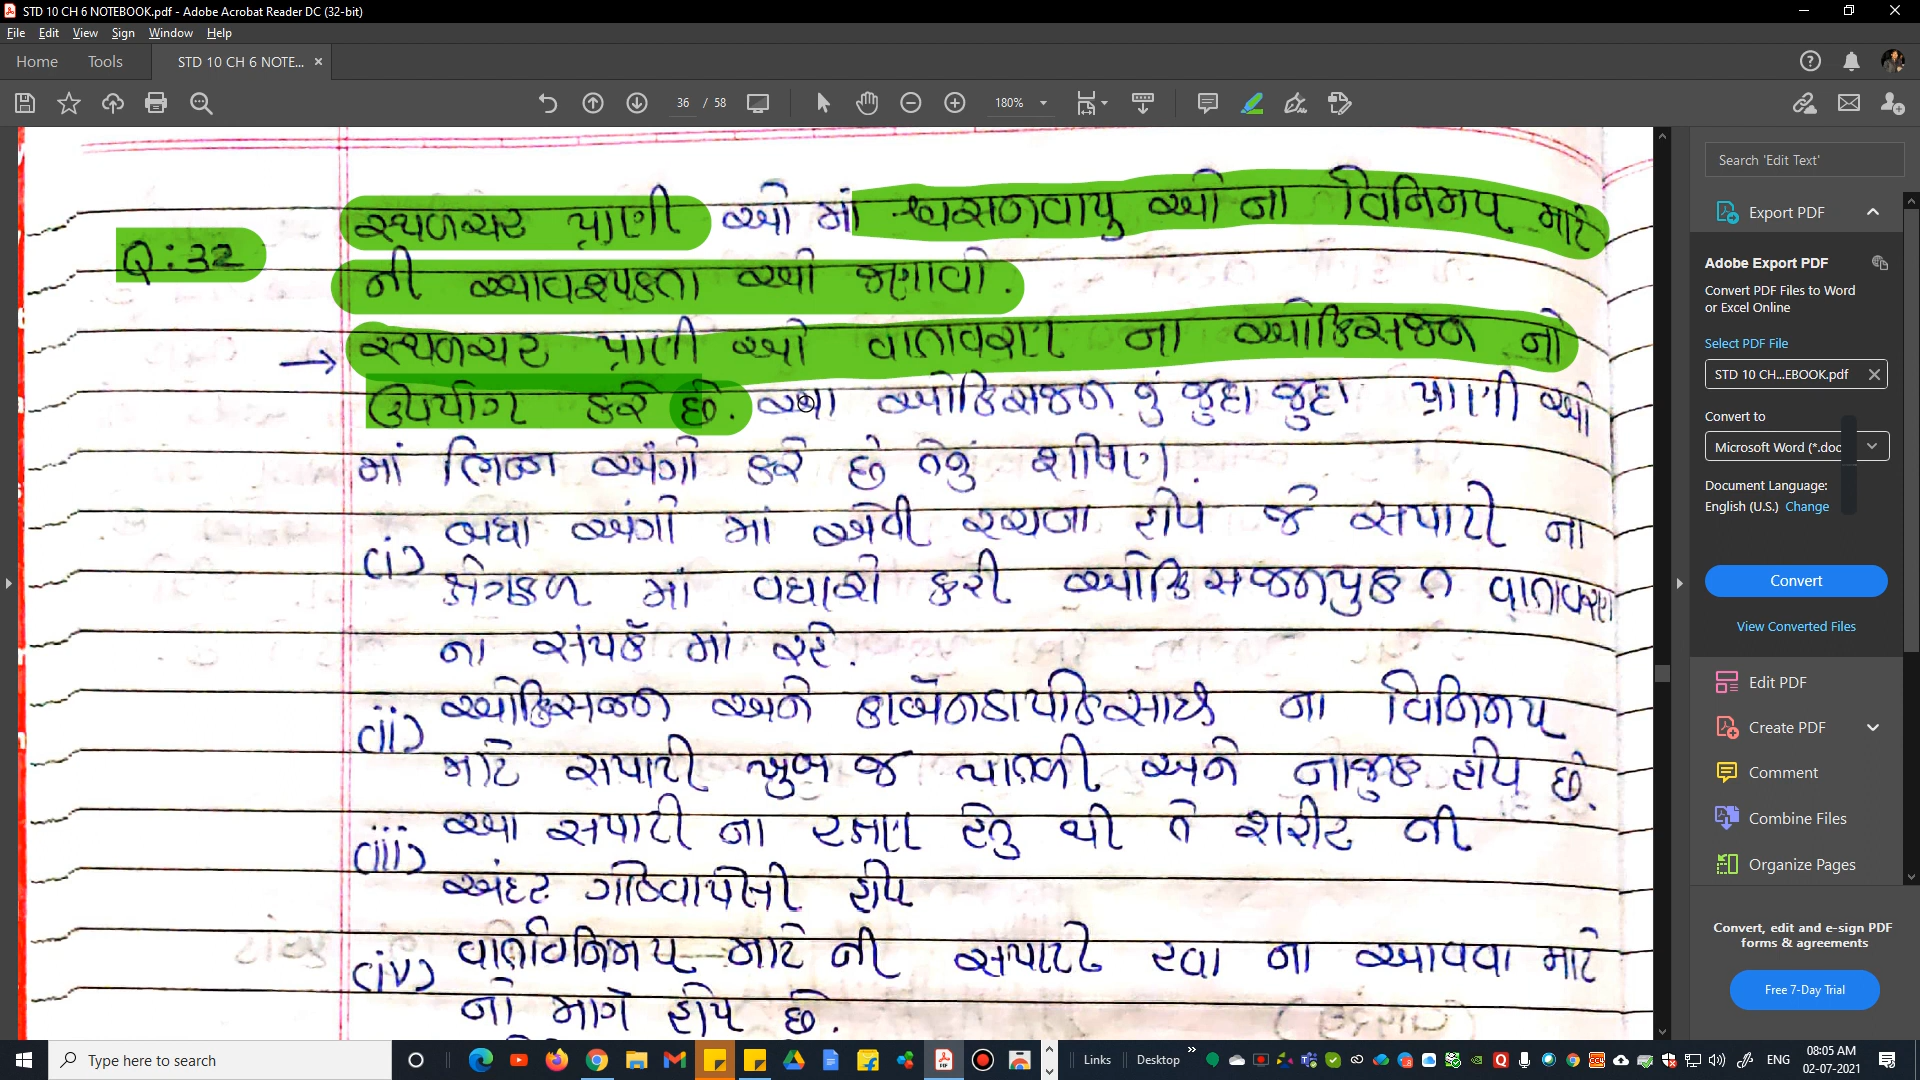 STD 10 CH 6 NOTEBOOK.pdf - Adobe Acrobat Reader DC (32-bit)
File Edit View Sign Window Help
Home Tools STD 10 CH 6 NOTE... ×
36 / 58 180%
Q:32 સ્થળચર પ્રાણી ઓ માં શ્વસનવાયુ ઓ ના વિનિમય માટે
ની આવશ્યકતા ઓ જણાવો.
→ સ્થળચર પ્રાણી ઓ વાતાવરણ ના ઓક્સિજન નો
ઉપયોગ કરે છે. આ ઓક્સિજન નું જુદા જુદા પ્રાણી ઓ
માં ભિન્ન અંગો કરે છે તેનું શોષણ.
(i) બધા અંગો માં એવી રચના હોય જે સપાટી ના
ક્ષેત્રફળ માં વધારો કરી ઓક્સિજનયુક્ત વાતાવરણ
ના સંપર્ક માં રહે.
(ii) ઓક્સિજન અને કાર્બનડાયોક્સાઇડ ના વિનિમય
માટે સપાટી ખુબ જ પાતળી અને નાજુક હોય છે.
(iii) આ સપાટી ના રક્ષણ હેતુ થી તે શરીર ની
અંદર ગોઠવાયેલી હોય
(iv) વાતવિનિમય માટે ની સપાટી હવા ના આવવા માટે
નો માર્ગ હોય છે.
Search 'Edit Text'
Export PDF
Adobe Export PDF
Convert PDF Files to Word
or Excel Online
Select PDF File
STD 10 CH...EBOOK.pdf
Convert to
Microsoft Word (*.doc
Document Language:
English (U.S.) Change
Convert
View Converted Files
Edit PDF
Create PDF
Comment
Combine Files
Organize Pages
Convert, edit and e-sign PDF
forms & agreements
Free 7-Day Trial
Type here to search
Links Desktop
ENG
08:05 AM
02-07-2021